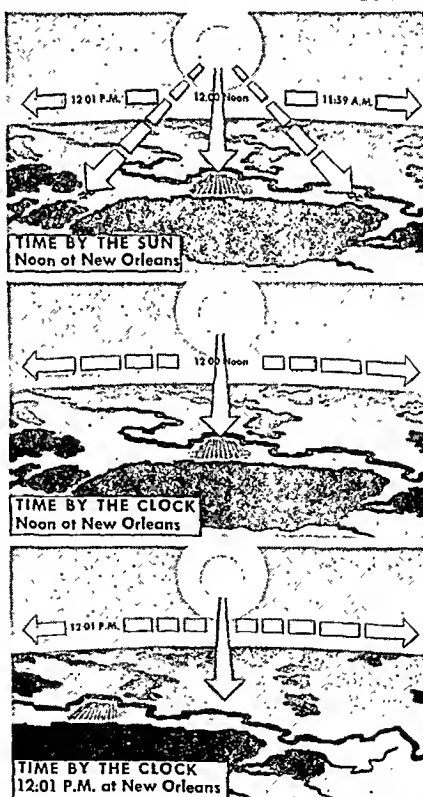 12:01 P.M.
12:00 Noon
11:59 A.M.
TIME BY THE SUN
Noon at New Orleans
12:00 Noon
TIME BY THE CLOCK
Noon at New Orleans
12:01 P.M.
TIME BY THE CLOCK
12:01 P.M. at New Orleans